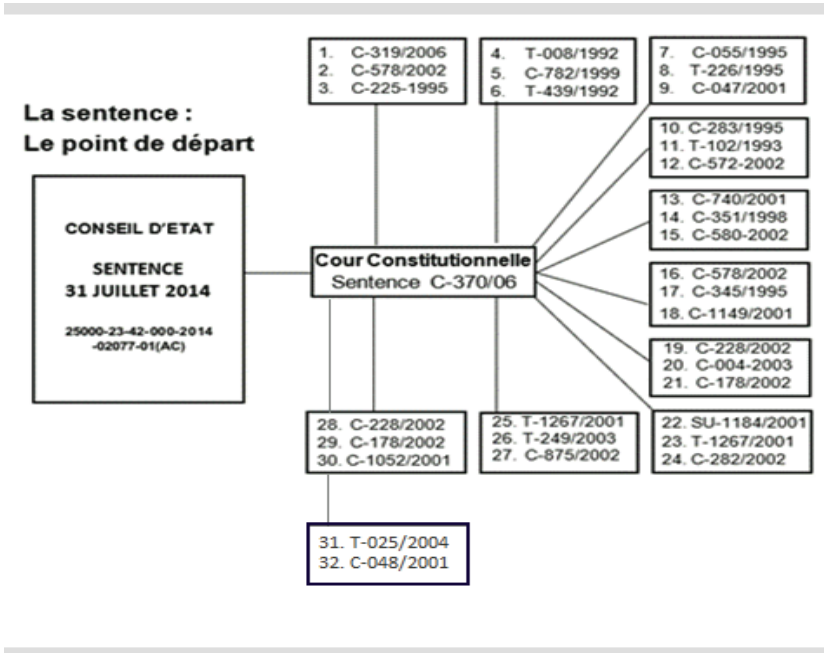 La sentence :
Le point de départ
CONSEIL D'ETAT
SENTENCE
31 JUILLET 2014
25000-23-42-000-2014
-02077-01(AC)
1. C-319/2006
2. C-578/2002
3. C-225-1995
4. T-008/1992
5. C-782/1999
6. T-439/1992
7. C-055/1995
8. T-226/1995
9. C-047/2001
10. C-283/1995
11. T-102/1993
12. C-572-2002
13. C-740/2001
14. C-351/1998
15. C-580-2002
Cour Constitutionnelle
Sentence C-370/06
16. C-578/2002
17. C-345/1995
18. C-1149/2001
19. C-228/2002
20. C-004-2003
21. C-178/2002
28. C-228/2002
29. C-178/2002
30. C-1052/2001
25. T-1267/2001
26. T-249/2003
27. C-875/2002
22. SU-1184/2001
23. T-1267/2001
24. C-282/2002
31. T-025/2004
32. C-048/2001